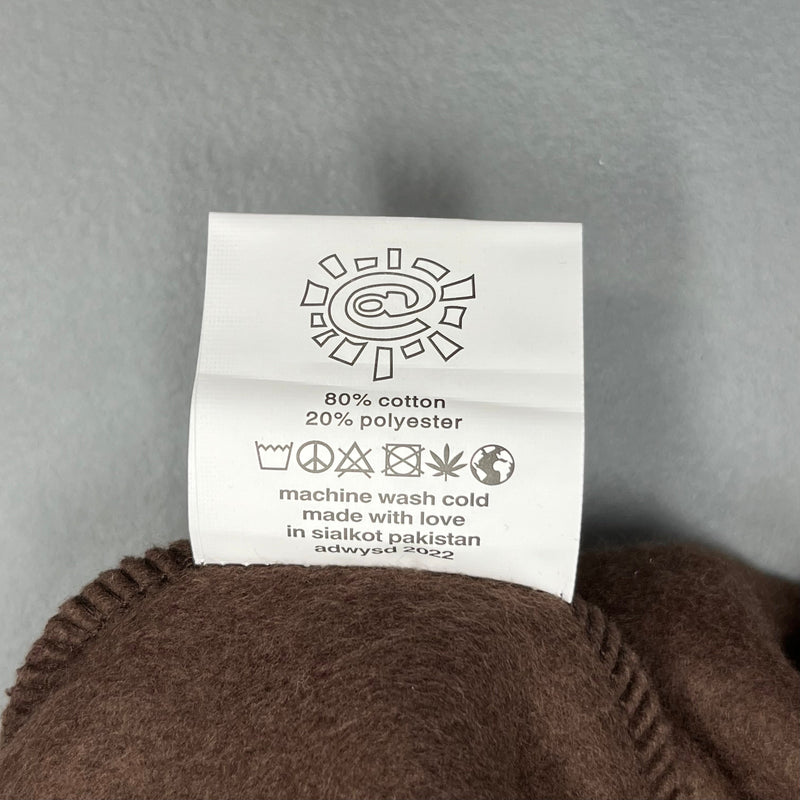 @
80% cotton
20% polyester
machine wash cold
made with love
in sialkot pakistan
adwysd 2022